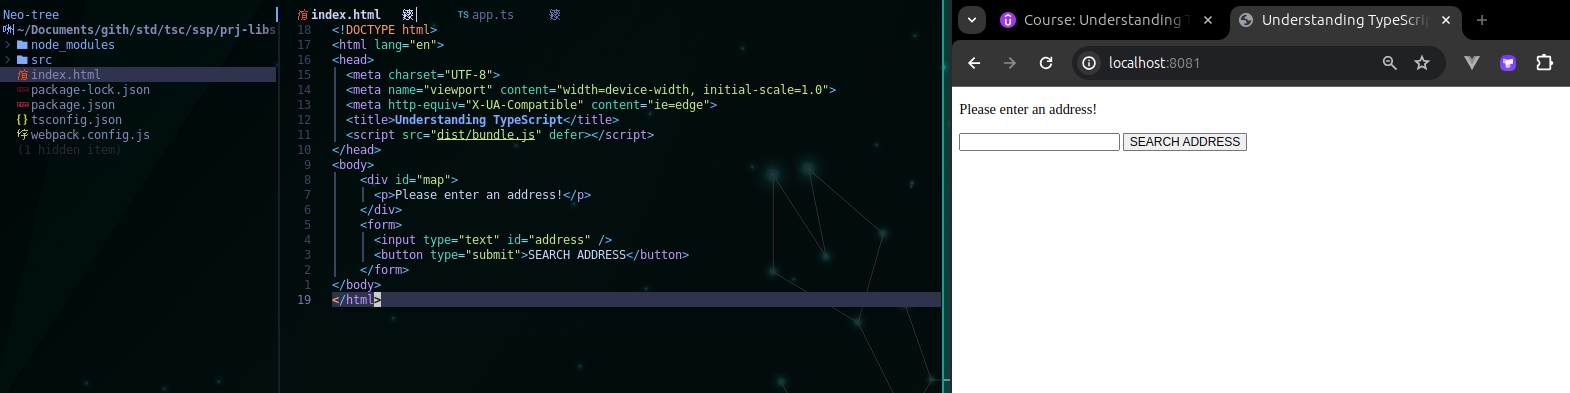 Neo-tree
~/Documents/gith/std/tsc/ssp/prj-libs
node_modules
src
index.html
package-lock.json
package.json
tsconfig.json
webpack.config.js
(1 hidden item)
index.html
TS app.ts
18 <!DOCTYPE html>
17 <html lang="en">
16 <head>
15 <meta charset="UTF-8">
14 <meta name="viewport" content="width=device-width, initial-scale=1.0">
13 <meta http-equiv="X-UA-Compatible" content="ie=edge">
12 <title>Understanding TypeScript</title>
11 <script src="dist/bundle.js" defer></script>
10 </head>
9 <body>
8 <div id="map">
7 <p>Please enter an address!</p>
6 </div>
5 <form>
4 <input type="text" id="address" />
3 <button type="submit">SEARCH ADDRESS</button>
2 </form>
1 </body>
19 </html>
Course: Understanding T
Understanding TypeScri
localhost:8081
Please enter an address!
SEARCH ADDRESS